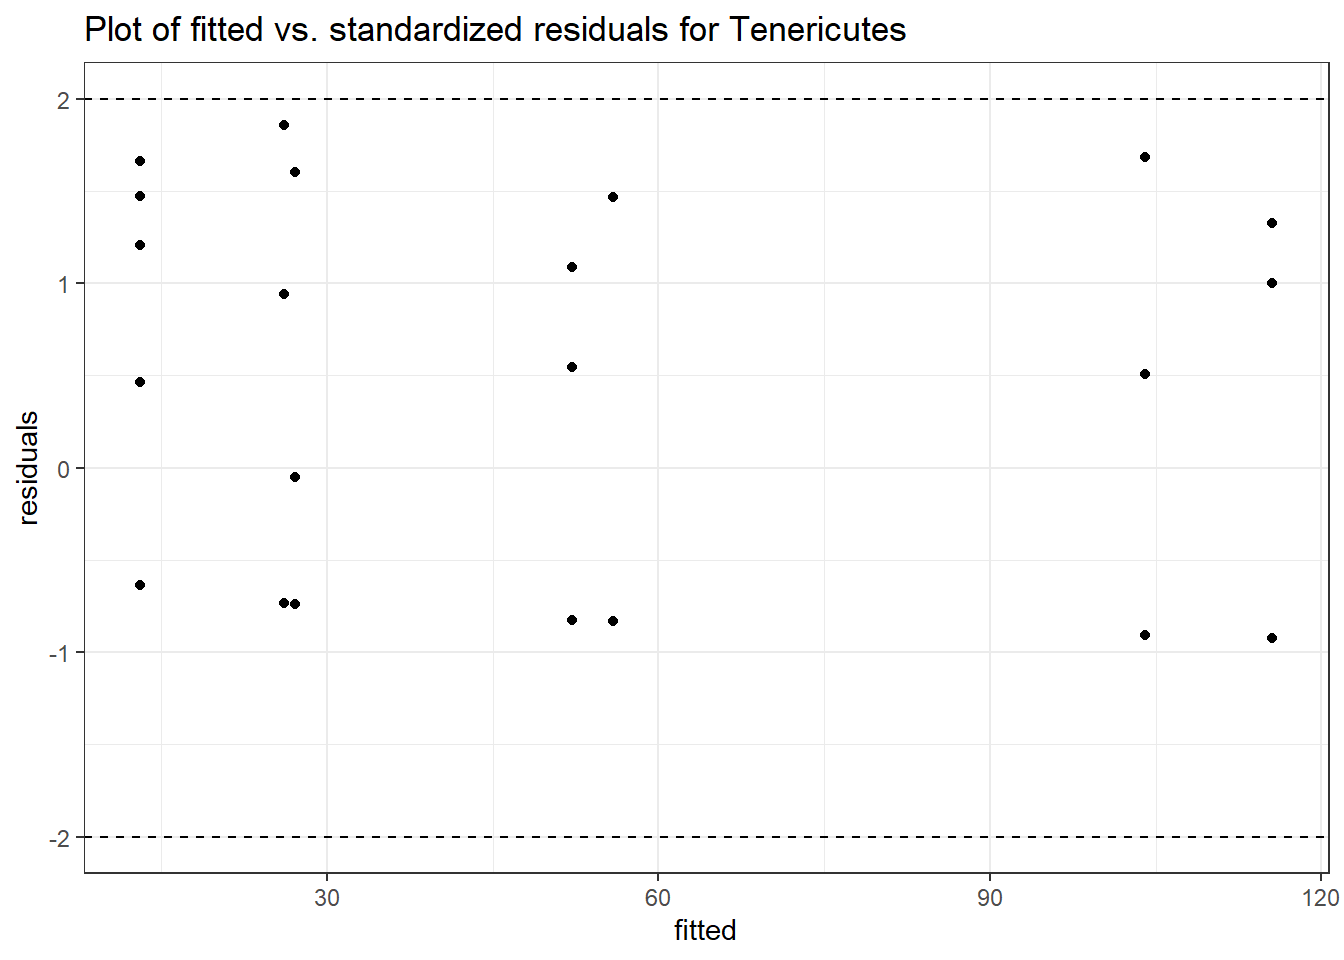 Plot of fitted vs. standardized residuals for Tenericutes
2
1
0
-1
-2
residuals
30 60 90 120
fitted